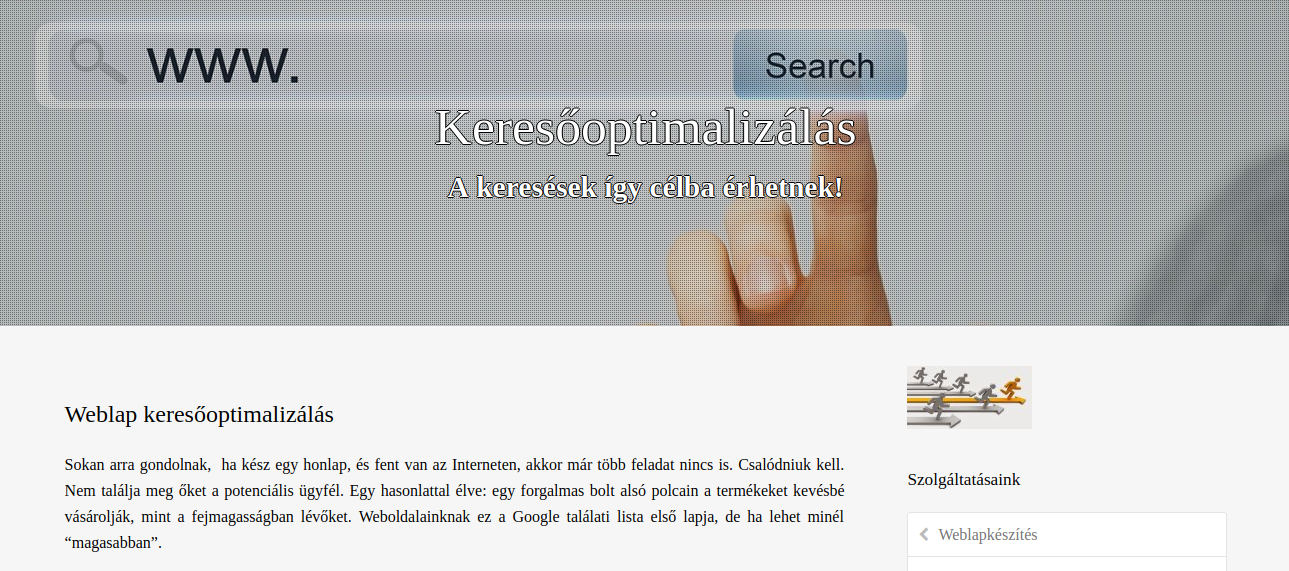 www.
Search
Keresőoptimalizálás
A keresések így célba érhetnek!
Weblap keresőoptimalizálás
Sokan arra gondolnak,  ha kész egy honlap, és fent van az Interneten, akkor már több feladat nincs is. Csalódniuk kell.
Nem találja meg őket a potenciális ügyfél. Egy hasonlattal élve: egy forgalmas bolt alsó polcain a termékeket kevésbé
vásárolják, mint a fejmagasságban lévőket. Weboldalainknak ez a Google találati lista első lapja, de ha lehet minél
“magasabban”.
Szolgáltatásaink
Weblapkészítés